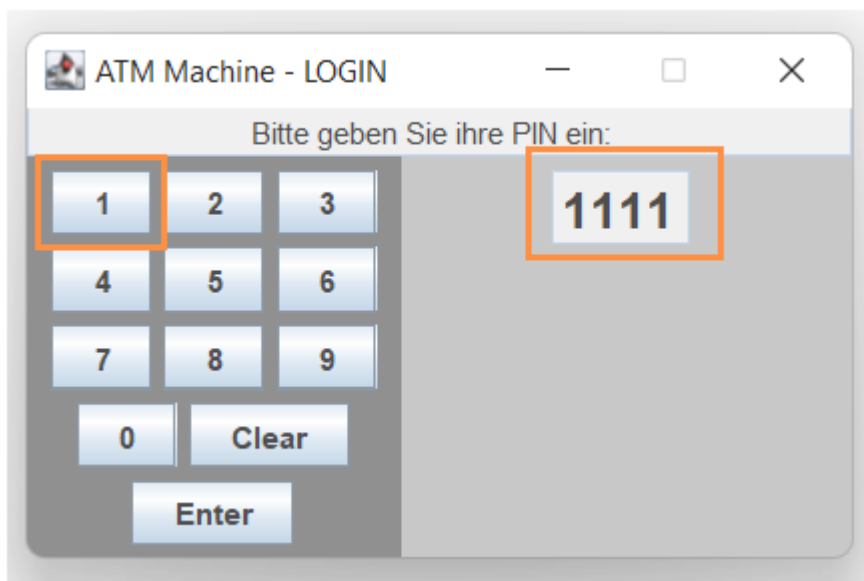 ATM Machine - LOGIN
Bitte geben Sie ihre PIN ein:
1 2 3
1111
4 5 6
7 8 9
0 Clear
Enter